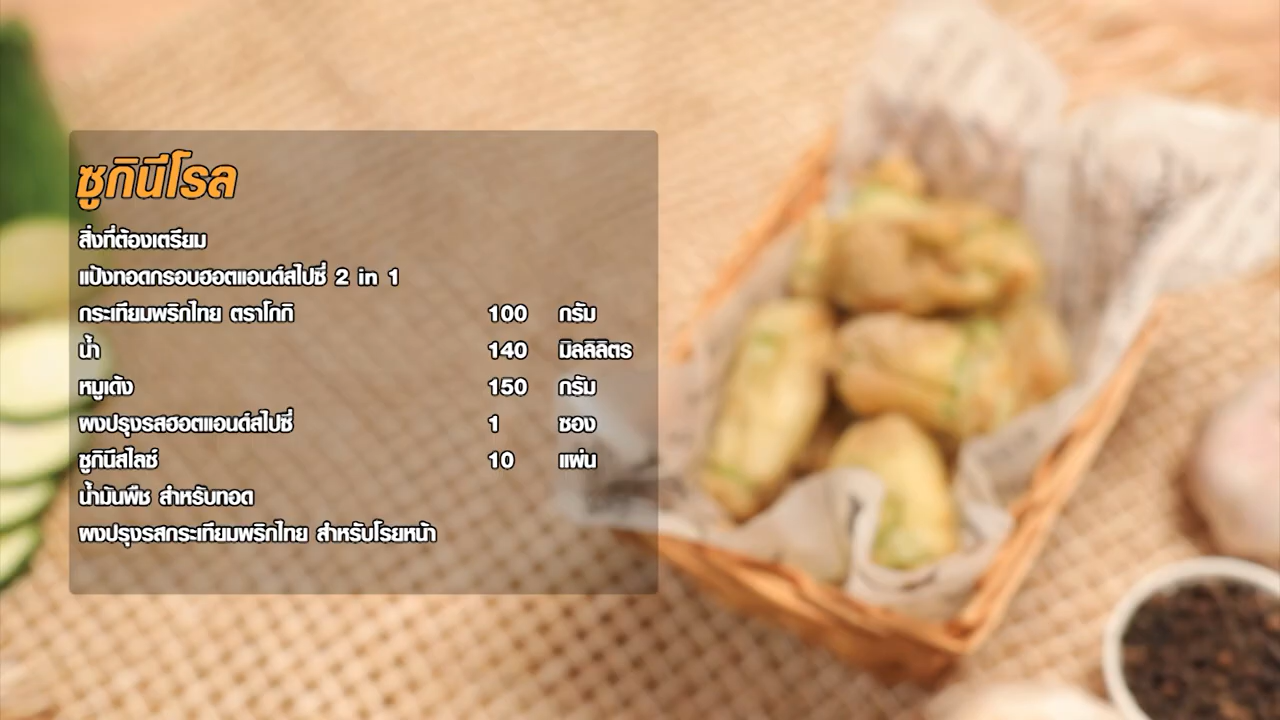 ซูกินีโรล
สิ่งที่ต้องเตรียม
แป้งทอดกรอบฮอตแอนด์สไปซี่ 2 in 1
กระเทียมพริกไทย ตราโกกิ 100 กรัม
น้ำ 140 มิลลิลิตร
หมูเด้ง 150 กรัม
ผงปรุงรสฮอตแอนด์สไปซี่ 1 ซอง
ซูกินีสไลซ์ 10 แผ่น
น้ำมันพืช สำหรับทอด
ผงปรุงรสกระเทียมพริกไทย สำหรับโรยหน้า